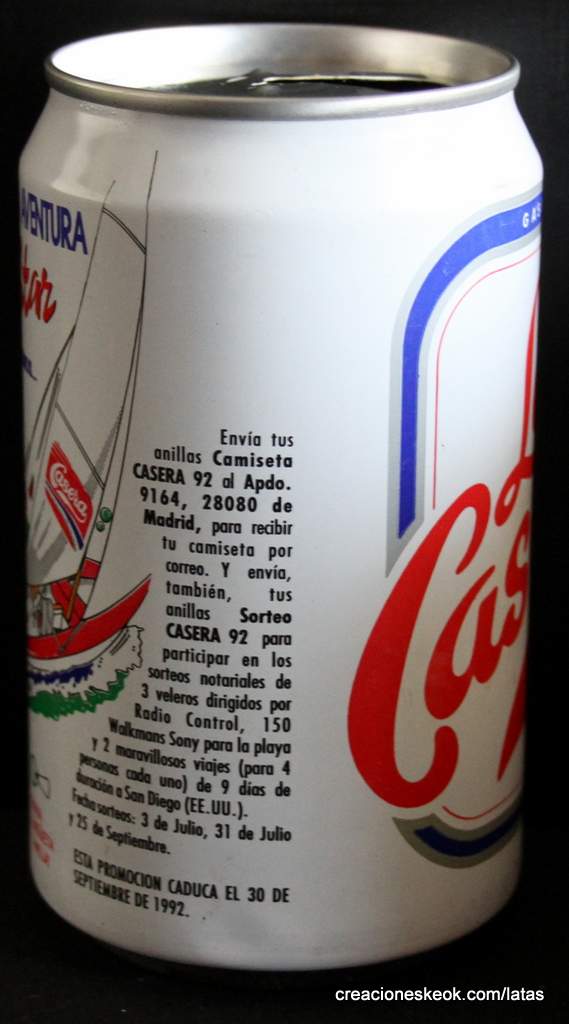 AVENTURA
Casera
GAS
Cas
Envía tus
anillas Camiseta
CASERA 92 al Apdo.
9164, 28080 de
Madrid, para recibir
tu camiseta por
correo. Y envía,
también, tus
anillas Sorteo
CASERA 92 para
participar en los
sorteos notariales de
3 veleros dirigidos por
Radio Control, 150
Walkmans Sony para la playa
y 2 maravillosos viajes (para 4
personas cada uno) de 9 días de
duración a San Diego (EE.UU.).
Fecha sorteos: 3 de Julio, 31 de Julio
y 25 de Septiembre.
ESTA PROMOCION CADUCA EL 30 DE
SEPTIEMBRE DE 1992.
creacioneskeok.com/latas